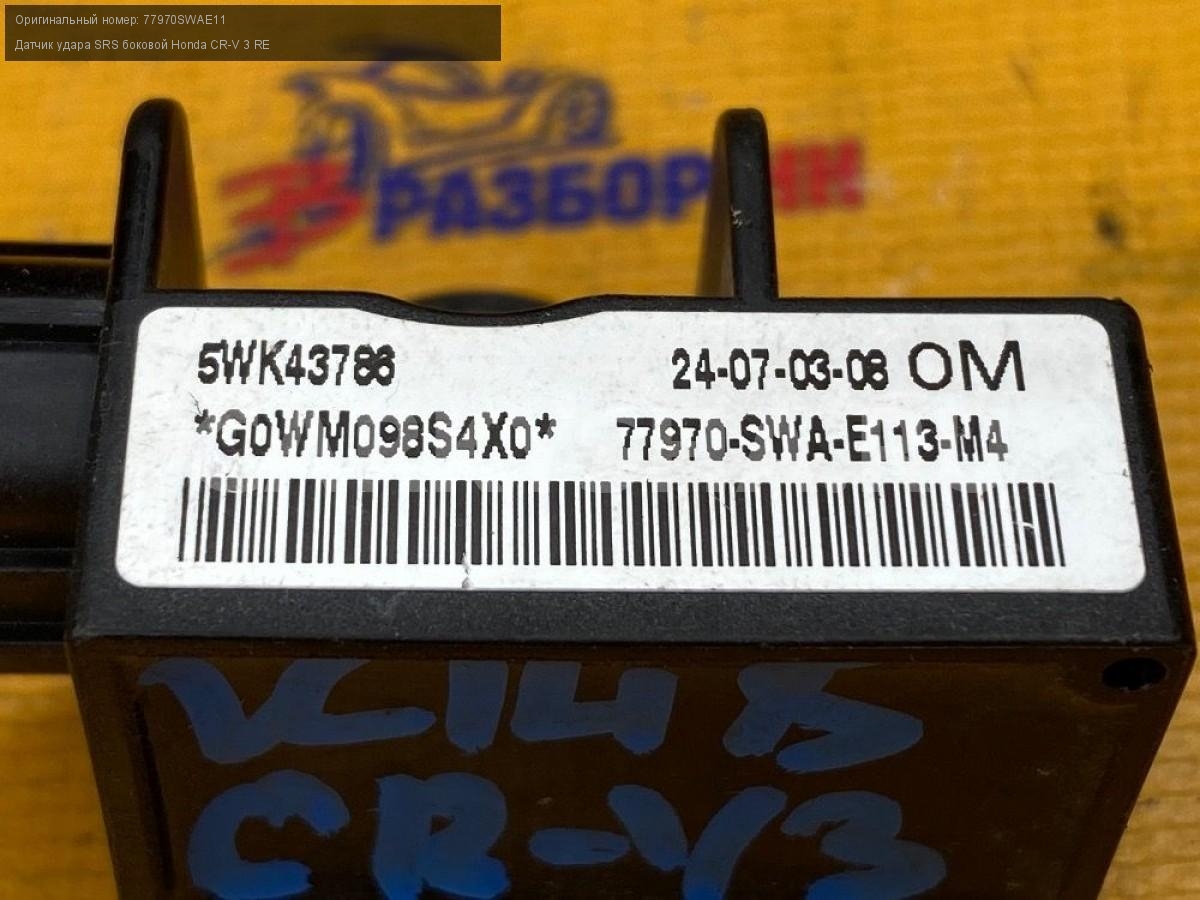 Оригинальный номер: 77970SWAE11
Датчик удара SRS боковой Honda CR-V 3 RE
5WK43786
24-07-03-08 OM
*G0WM098S4X0*
77970-SWA-E113-M4
CR-V3